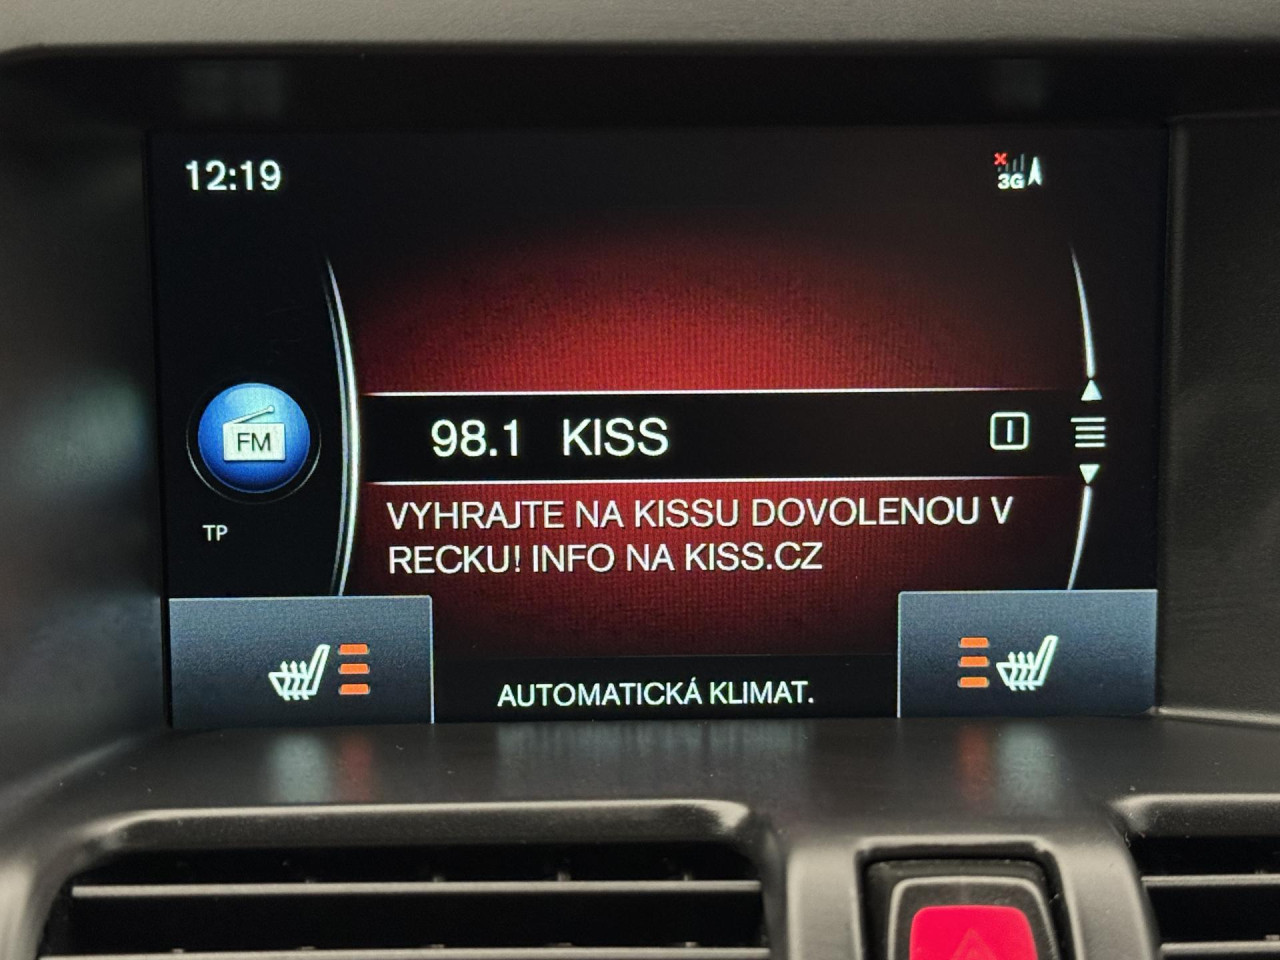 12:19
3G
98.1 KISS
FM
VYHRAJTE NA KISSU DOVOLENOU V
TP
RECKU! INFO NA KISS.CZ
AUTOMATICKÁ KLIMAT.